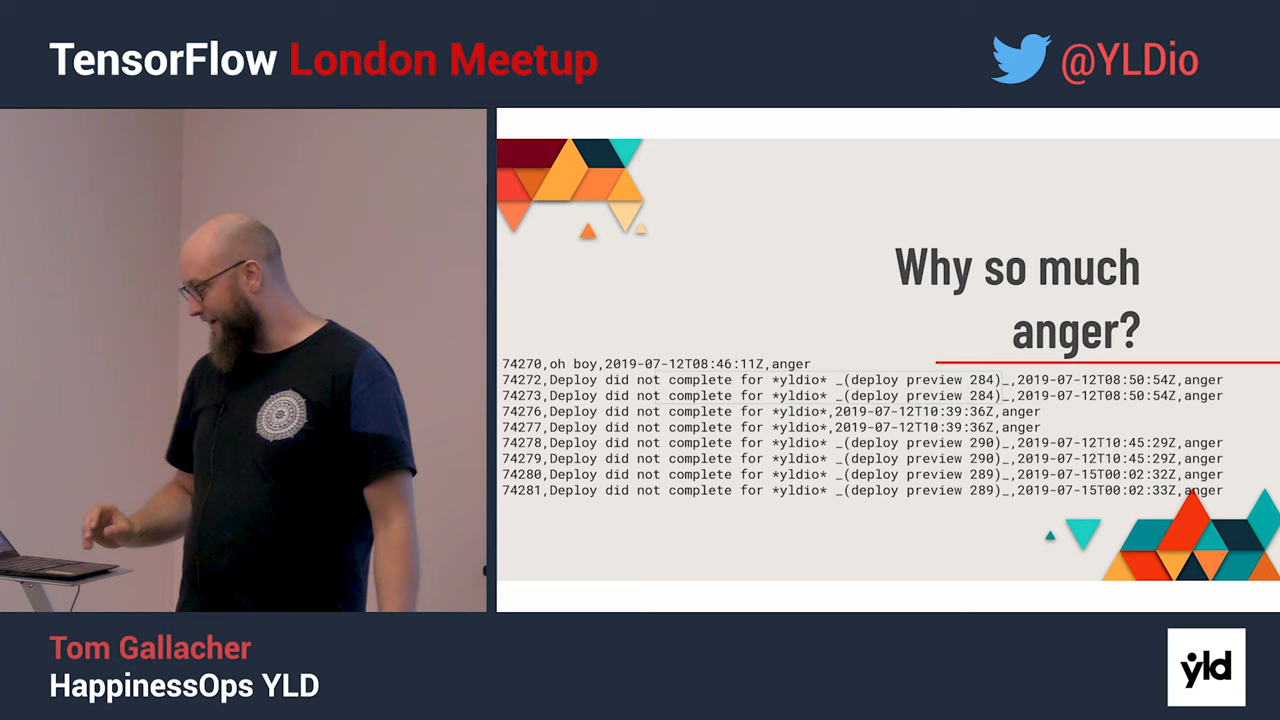 TensorFlow London Meetup
@YLDio
Why so much
anger?
74270,oh boy,2019-07-12T08:46:11Z,anger
74272,Deploy did not complete for *yldio* _(deploy preview 284)_,2019-07-12T08:50:54Z,anger
74273,Deploy did not complete for *yldio* _(deploy preview 284)_,2019-07-12T08:50:54Z,anger
74276,Deploy did not complete for *yldio*,2019-07-12T10:39:36Z,anger
74277,Deploy did not complete for *yldio*,2019-07-12T10:39:36Z,anger
74278,Deploy did not complete for *yldio* _(deploy preview 290)_,2019-07-12T10:45:29Z,anger
74279,Deploy did not complete for *yldio* _(deploy preview 290)_,2019-07-12T10:45:29Z,anger
74280,Deploy did not complete for *yldio* _(deploy preview 289)_,2019-07-15T00:02:32Z,anger
74281,Deploy did not complete for *yldio* _(deploy preview 289)_,2019-07-15T00:02:33Z,anger
Tom Gallacher
HappinessOps YLD
yld